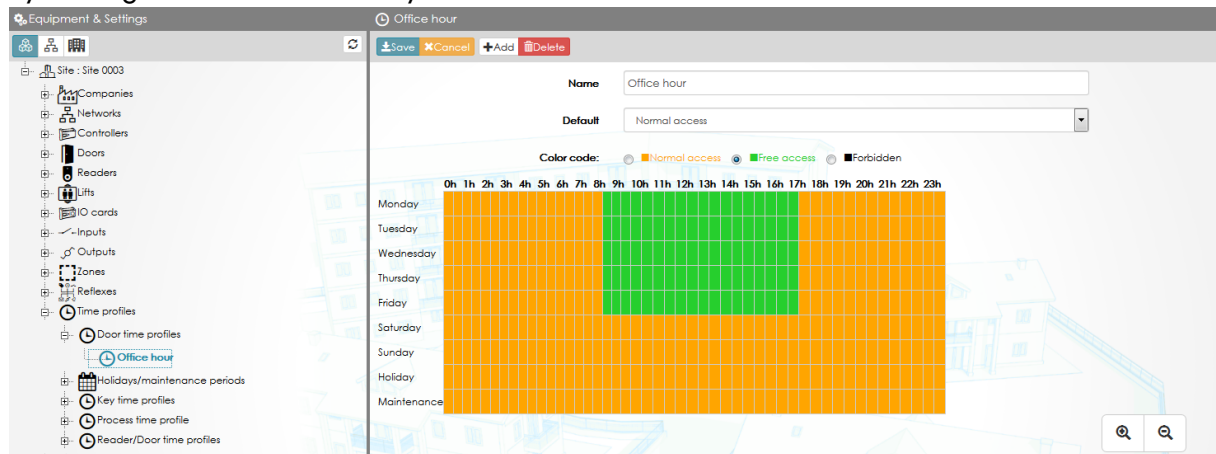 Equipment & Settings
Office hour
Save Cancel Add Delete
Site : Site 0003
Companies
Networks
Controllers
Doors
Readers
Lifts
IO cards
Inputs
Outputs
Zones
Reflexes
Time profiles
Door time profiles
Office hour
Holidays/maintenance periods
Key time profiles
Process time profile
Reader/Door time profiles
Name Office hour
Default Normal access
Color code: Normal access Free access Forbidden
0h 1h 2h 3h 4h 5h 6h 7h 8h 9h 10h 11h 12h 13h 14h 15h 16h 17h 18h 19h 20h 21h 22h 23h
Monday
Tuesday
Wednesday
Thursday
Friday
Saturday
Sunday
Holiday
Maintenance